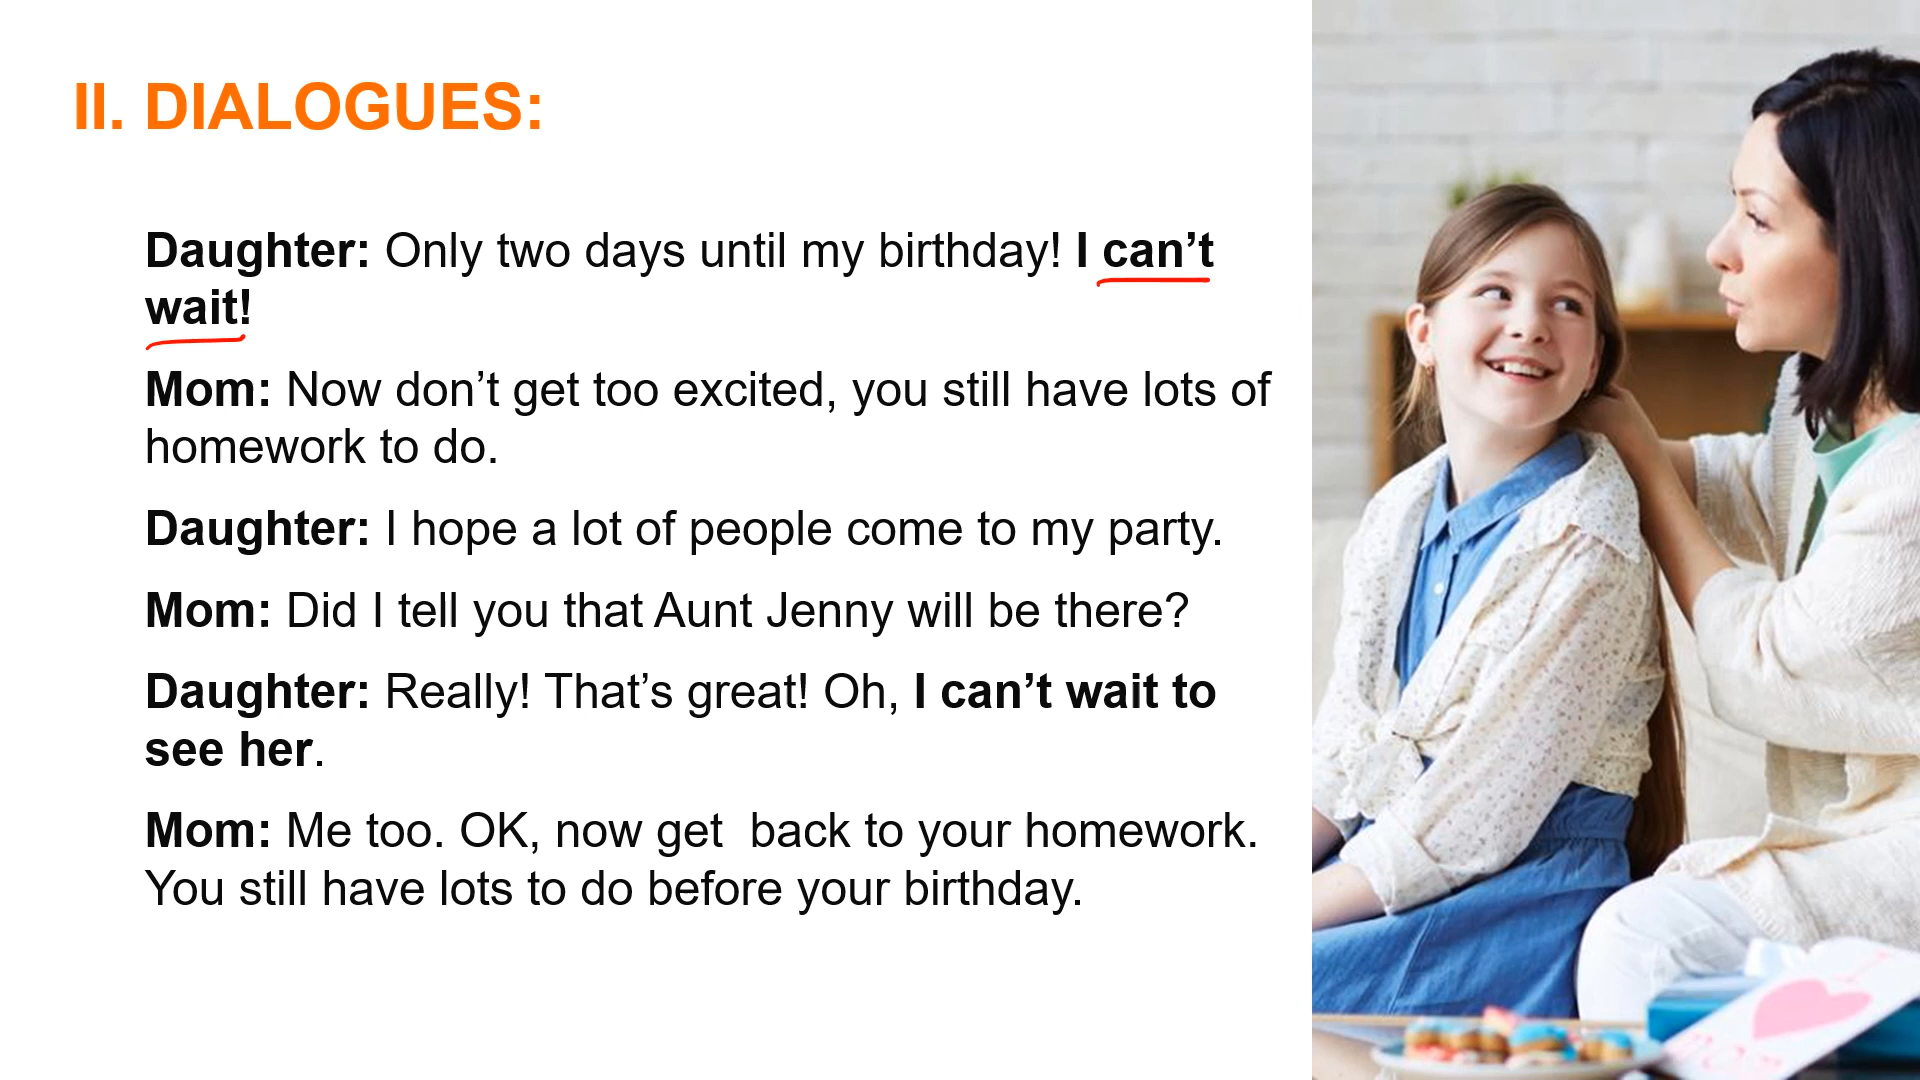 II. DIALOGUES:
Daughter: Only two days until my birthday! I can’t
wait!
Mom: Now don’t get too excited, you still have lots of
homework to do.
Daughter: I hope a lot of people come to my party.
Mom: Did I tell you that Aunt Jenny will be there?
Daughter: Really! That’s great! Oh, I can’t wait to
see her.
Mom: Me too. OK, now get  back to your homework.
You still have lots to do before your birthday.